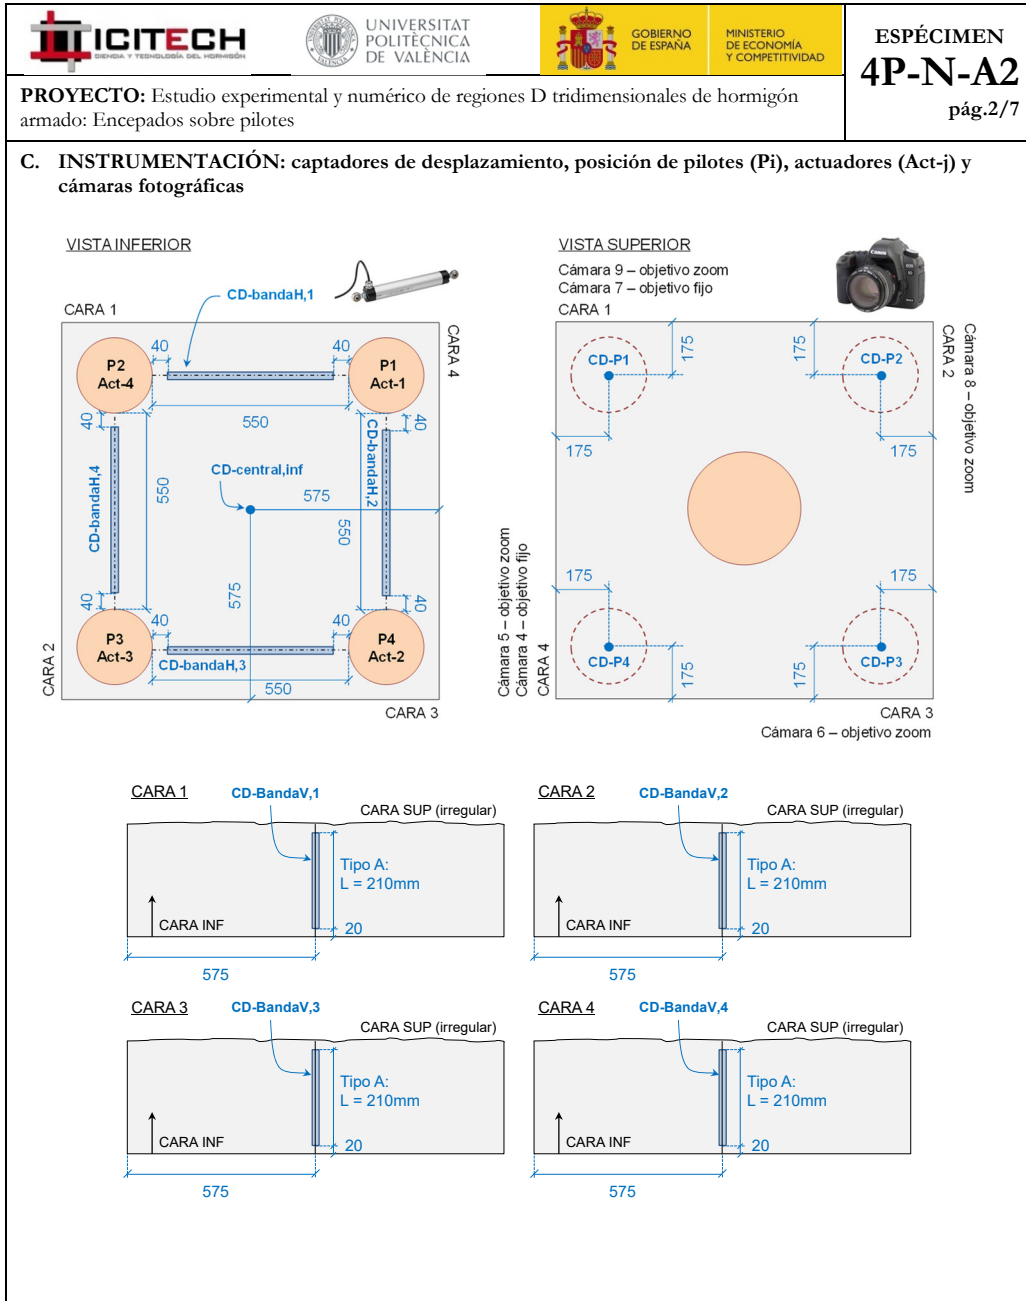 ICITECH
CIENCIA Y TECNOLOGÍA DEL HORMIGÓN
UNIVERSITAT
POLITÈCNICA
DE VALÈNCIA
GOBIERNO
DE ESPAÑA
MINISTERIO
DE ECONOMÍA
Y COMPETITIVIDAD
ESPÉCIMEN
4P-N-A2
pág.2/7
PROYECTO: Estudio experimental y numérico de regiones D tridimensionales de hormigón
armado: Encepados sobre pilotes
C. INSTRUMENTACIÓN: captadores de desplazamiento, posición de pilotes (Pi), actuadores (Act-j) y
cámaras fotográficas
VISTA INFERIOR
CD-bandaH,1
CARA 1
CARA 4
P2
Act-4
40
40
P1
Act-1
550
40
40
CD-bandaH,4
550
CD-central,inf
575
CD-bandaH,2
550
575
40
40
P3
Act-3
40
40
P4
Act-2
CD-bandaH,3
550
CARA 2
CARA 3
VISTA SUPERIOR
Cámara 9 – objetivo zoom
Cámara 7 – objetivo fijo
Canon
CARA 1
CARA 2
Cámara 8 – objetivo zoom
CD-P1
175
175
CD-P2
175
175
Cámara 5 – objetivo zoom
Cámara 4 – objetivo fijo
CARA 4
175
175
CD-P4
175
175
CD-P3
CARA 3
Cámara 6 – objetivo zoom
CARA 1
CD-BandaV,1
CARA SUP (irregular)
Tipo A:
L = 210mm
CARA INF
20
575
CARA 2
CD-BandaV,2
CARA SUP (irregular)
Tipo A:
L = 210mm
CARA INF
20
575
CARA 3
CD-BandaV,3
CARA SUP (irregular)
Tipo A:
L = 210mm
CARA INF
20
575
CARA 4
CD-BandaV,4
CARA SUP (irregular)
Tipo A:
L = 210mm
CARA INF
20
575